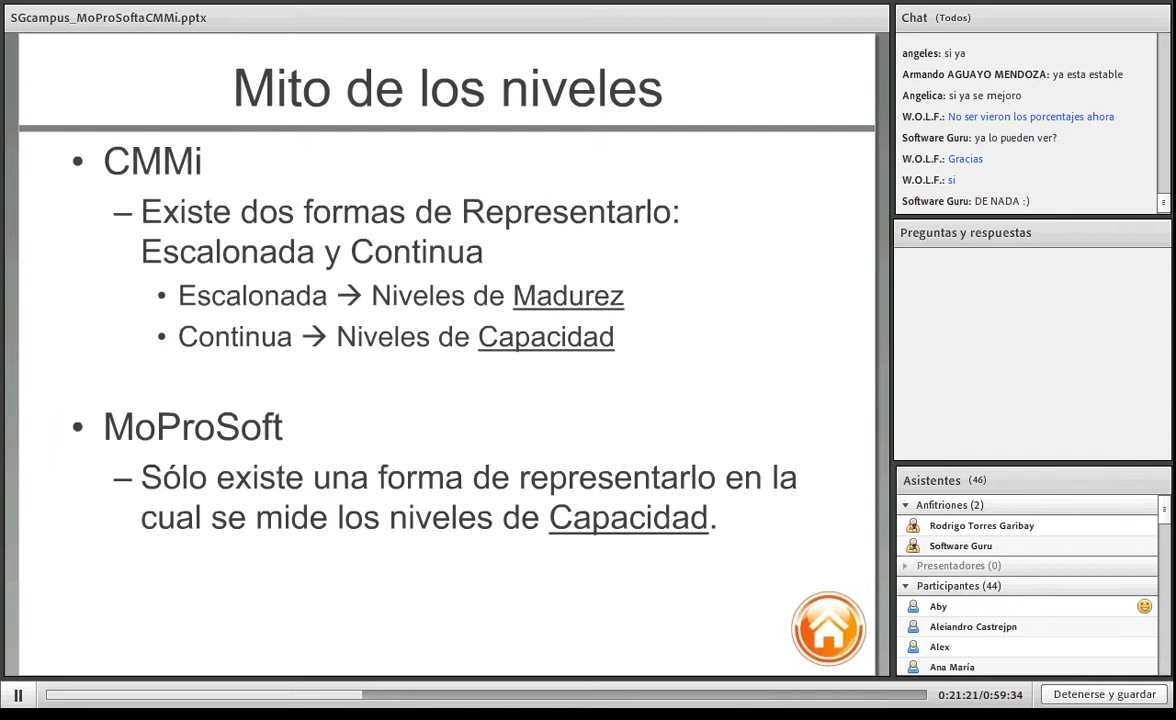 SGcampus_MoProSoftaCMMi.pptx
Mito de los niveles
• CMMi
– Existe dos formas de Representarlo:
Escalonada y Continua
• Escalonada → Niveles de Madurez
• Continua → Niveles de Capacidad
• MoProSoft
– Sólo existe una forma de representarlo en la
cual se mide los niveles de Capacidad.
Chat (Todos)
angeles: si ya
Armando AGUAYO MENDOZA: ya esta estable
Angelica: si ya se mejoro
W.O.L.F.: No ser vieron los porcentajes ahora
Software Guru: ya lo pueden ver?
W.O.L.F.: Gracias
W.O.L.F.: si
Software Guru: DE NADA :)
Preguntas y respuestas
Asistentes (46)
Anfitriones (2)
Rodrigo Torres Garibay
Software Guru
Presentadores (0)
Participantes (44)
Aby
Alejandro Castrejpn
Alex
Ana María
0:21:21/0:59:34
Detenerse y guardar